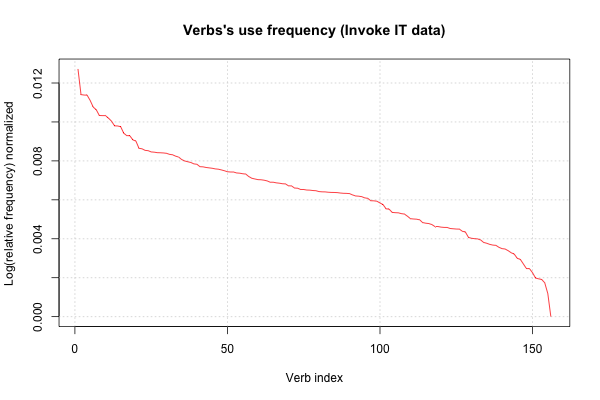 Verbs's use frequency (Invoke IT data)
Log(relative frequency) normalized
0.012
0.008
0.004
0.000
0 50 100 150
Verb index